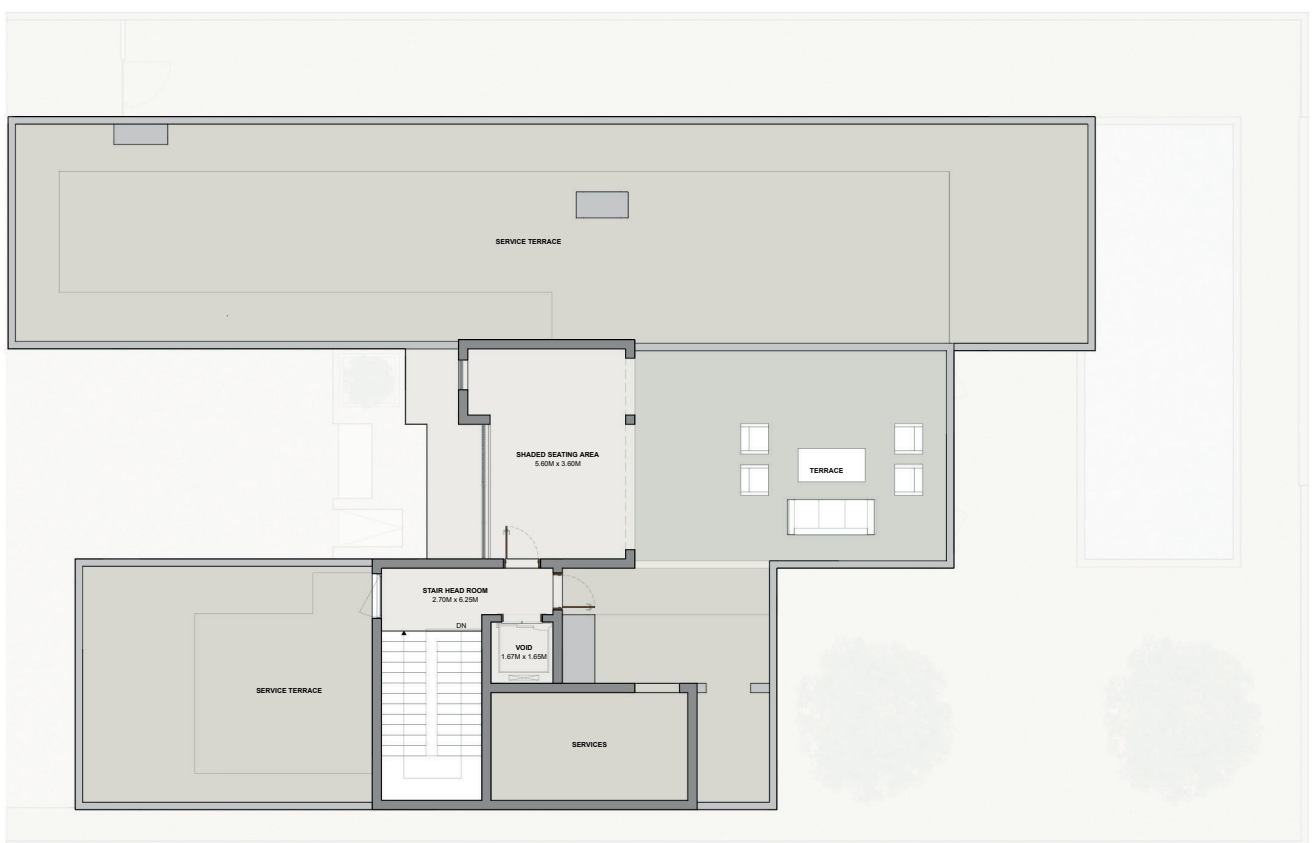 SERVICE TERRACE
SHADED SEATING AREA
5.60M x 3.60M
TERRACE
STAIR HEAD ROOM
2.70M x 6.25M
DN
VOID
1.67M x 1.65M
SERVICE TERRACE
SERVICES